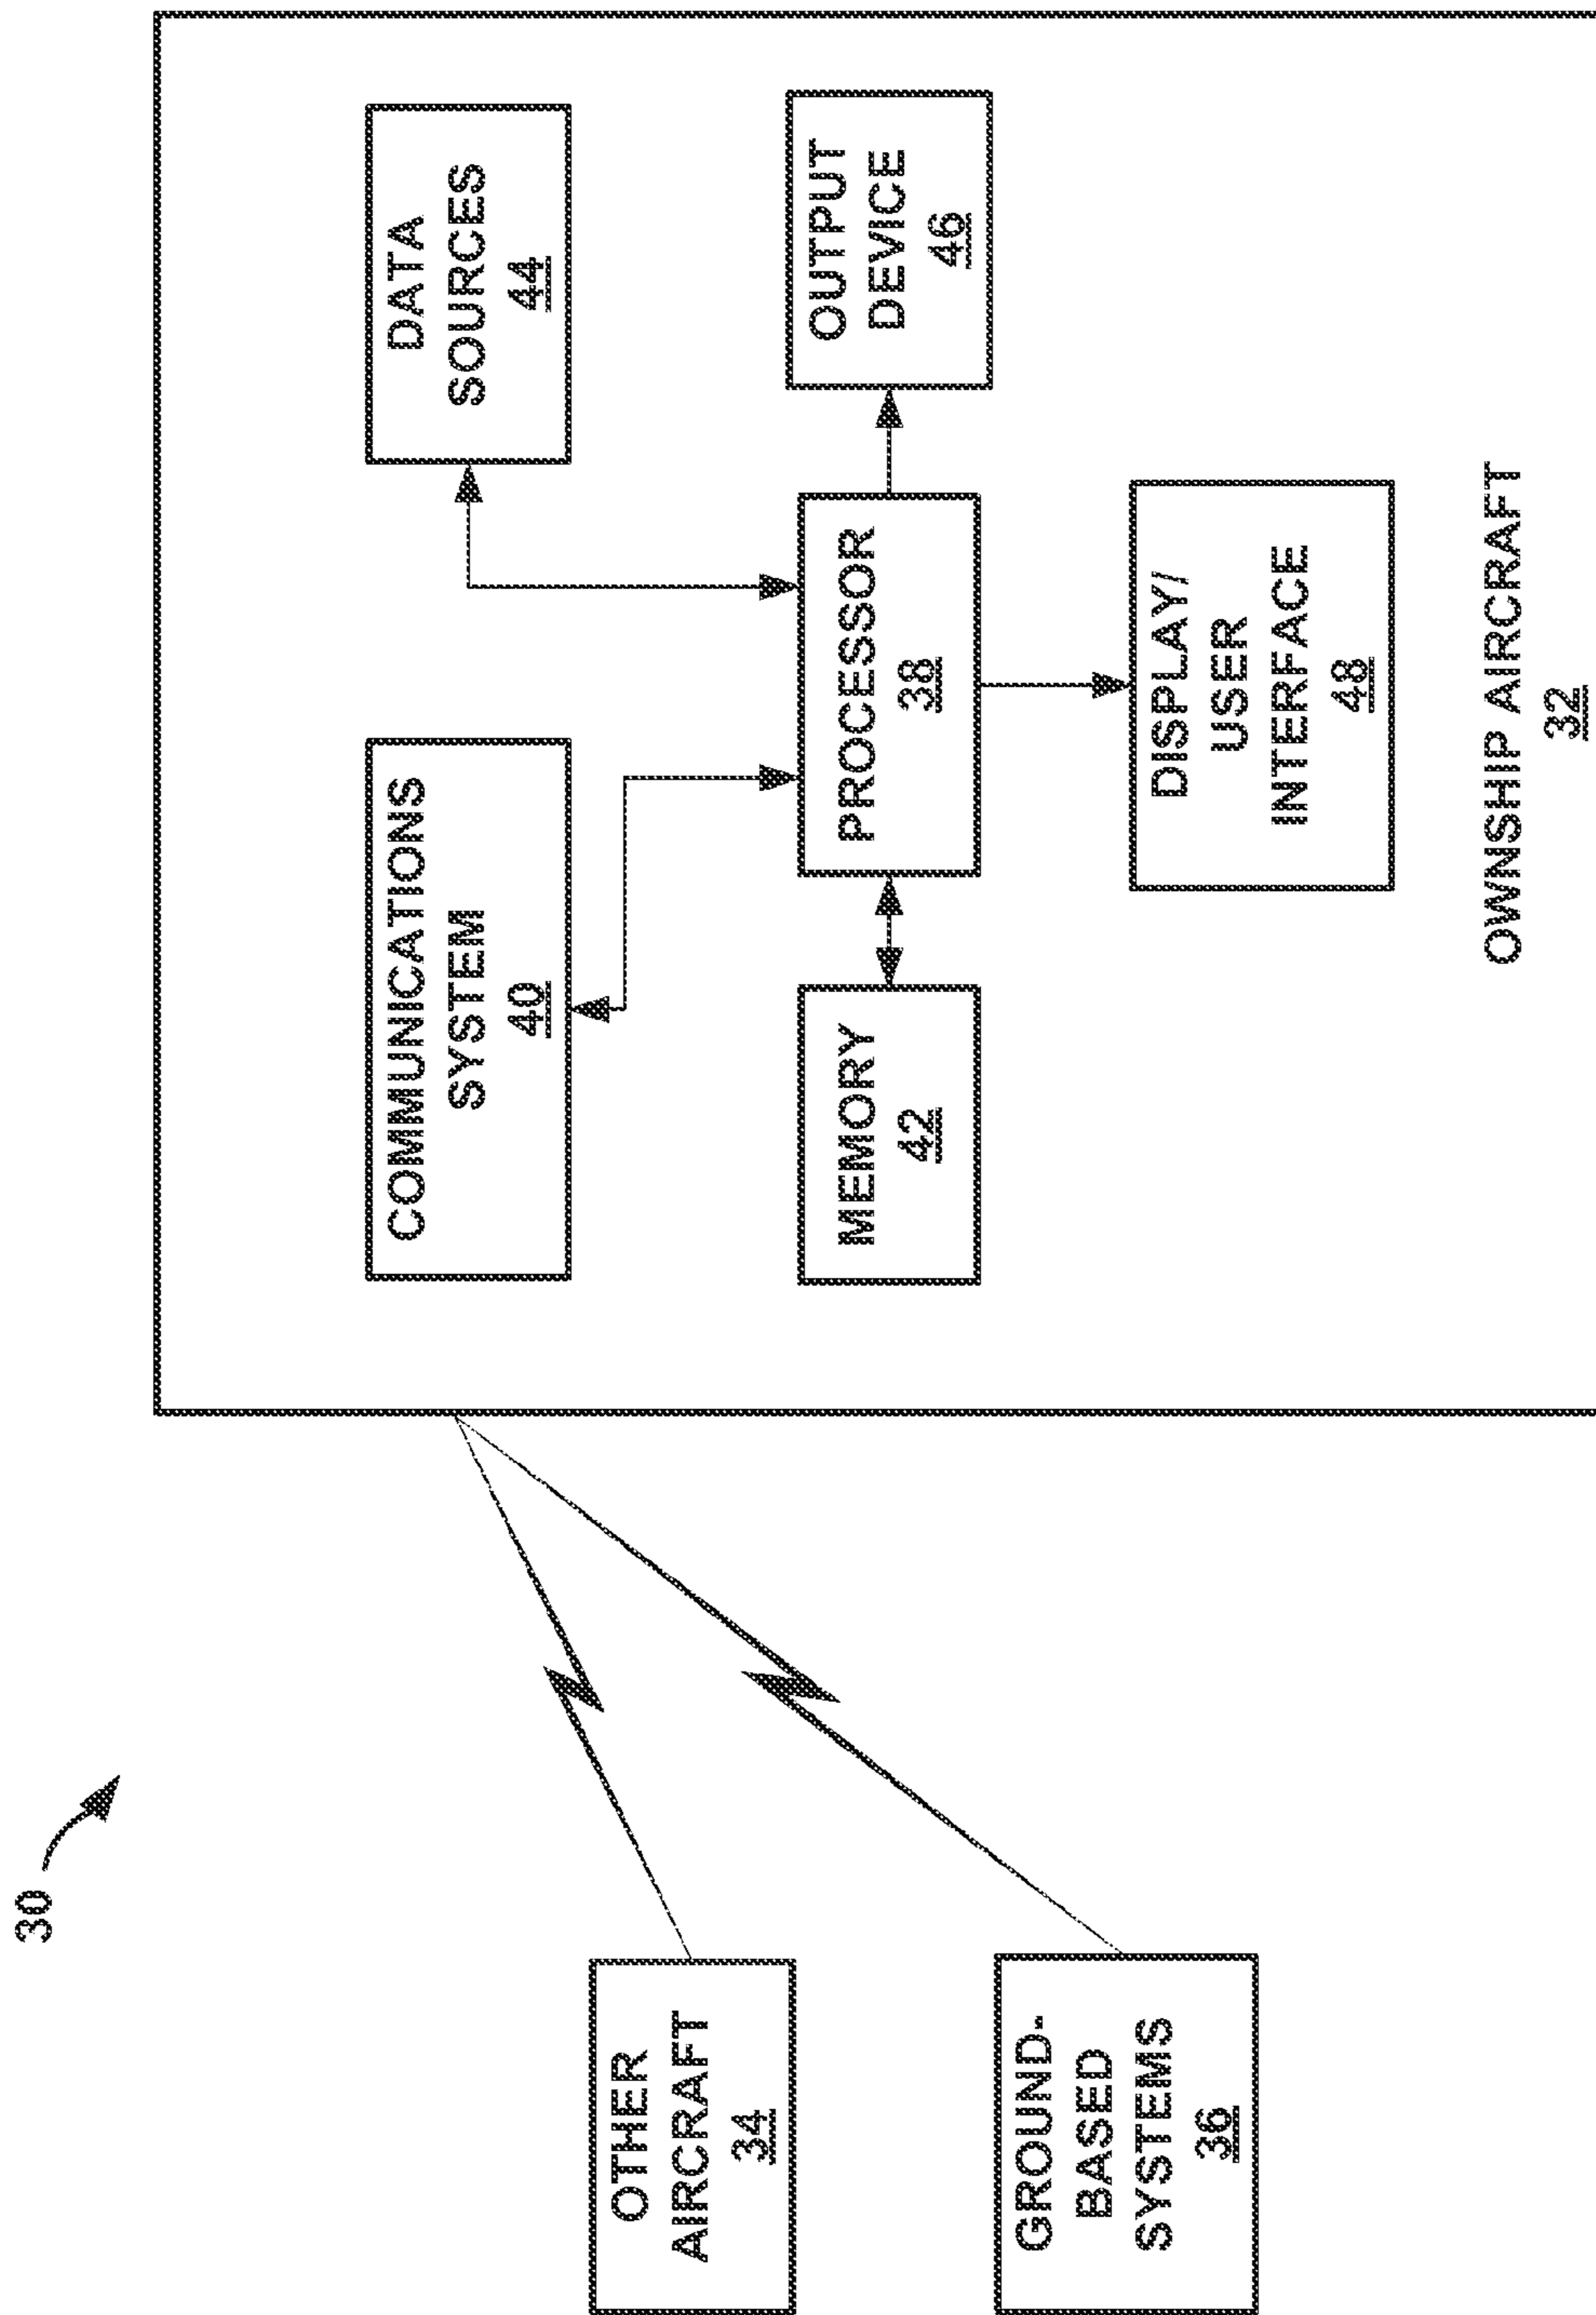 30
OTHER
AIRCRAFT
34
GROUND-
BASED
SYSTEMS
36
COMMUNICATIONS
SYSTEM
40
DATA
SOURCES
44
MEMORY
42
PROCESSOR
38
OUTPUT
DEVICE
46
DISPLAY/
USER
INTERFACE
48
OWNSHIP AIRCRAFT
32